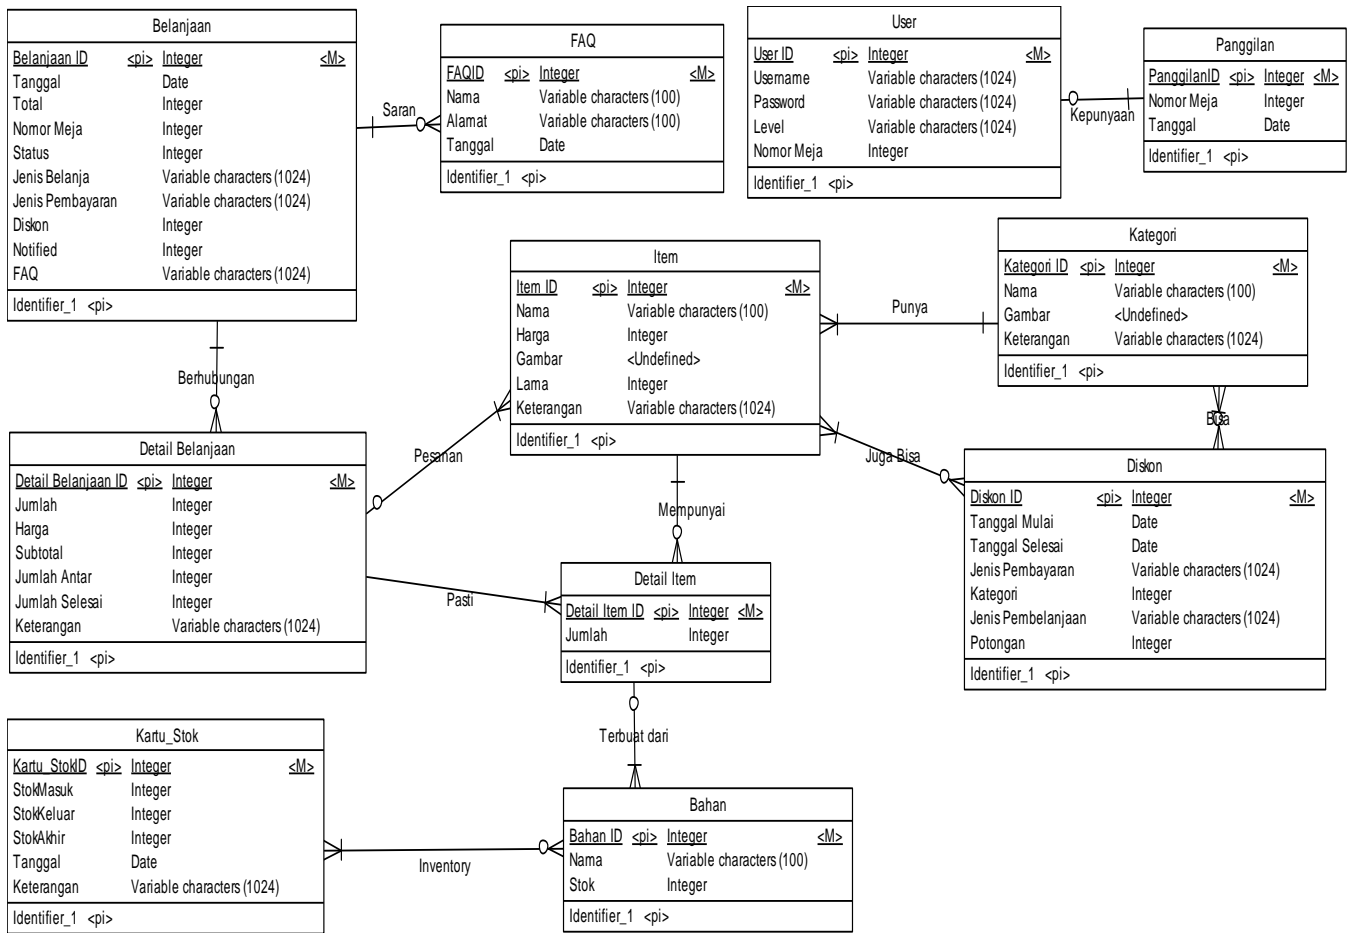 Belanjaan
Belanjaan ID <pi> Integer <M>
Tanggal Date
Total Integer
Nomor Meja Integer
Status Integer
Jenis Belanja Variable characters (1024)
Jenis Pembayaran Variable characters (1024)
Diskon Integer
Notified Integer
FAQ Variable characters (1024)
Identifier_1 <pi>
Saran
FAQ
FAQID <pi> Integer <M>
Nama Variable characters (100)
Alamat Variable characters (100)
Tanggal Date
Identifier_1 <pi>
User
User ID <pi> Integer <M>
Username Variable characters (1024)
Password Variable characters (1024)
Level Variable characters (1024)
Nomor Meja Integer
Identifier_1 <pi>
Kepunyaan
Panggilan
PanggilanID <pi> Integer <M>
Nomor Meja Integer
Tanggal Date
Identifier_1 <pi>
Item
Item ID <pi> Integer <M>
Nama Variable characters (100)
Harga Integer
Gambar <Undefined>
Lama Integer
Keterangan Variable characters (1024)
Identifier_1 <pi>
Punya
Kategori
Kategori ID <pi> Integer <M>
Nama Variable characters (100)
Gambar <Undefined>
Keterangan Variable characters (1024)
Identifier_1 <pi>
Berhubungan
Bisa
Detail Belanjaan
Detail Belanjaan ID <pi> Integer <M>
Jumlah Integer
Harga Integer
Subtotal Integer
Jumlah Antar Integer
Jumlah Selesai Integer
Keterangan Variable characters (1024)
Identifier_1 <pi>
Pesanan
Juga Bisa
Mempunyai
Pasti
Diskon
Diskon ID <pi> Integer <M>
Tanggal Mulai Date
Tanggal Selesai Date
Jenis Pembayaran Variable characters (1024)
Kategori Integer
Jenis Pembelanjaan Variable characters (1024)
Potongan Integer
Identifier_1 <pi>
Detail Item
Detail Item ID <pi> Integer <M>
Jumlah Integer
Identifier_1 <pi>
Terbuat dari
Kartu_Stok
Kartu_StokID <pi> Integer <M>
StokMasuk Integer
StokKeluar Integer
StokAkhir Integer
Tanggal Date
Keterangan Variable characters (1024)
Identifier_1 <pi>
Inventory
Bahan
Bahan ID <pi> Integer <M>
Nama Variable characters (100)
Stok Integer
Identifier_1 <pi>